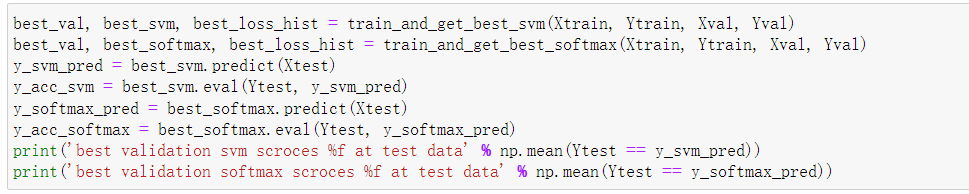 best_val, best_svm, best_loss_hist = train_and_get_best_svm(Xtrain, Ytrain, Xval, Yval)
best_val, best_softmax, best_loss_hist = train_and_get_best_softmax(Xtrain, Ytrain, Xval, Yval)
y_svm_pred = best_svm.predict(Xtest)
y_acc_svm = best_svm.eval(Ytest, y_svm_pred)
y_softmax_pred = best_softmax.predict(Xtest)
y_acc_softmax = best_softmax.eval(Ytest, y_softmax_pred)
print('best validation svm scroces %f at test data' % np.mean(Ytest == y_svm_pred))
print('best validation softmax scroces %f at test data' % np.mean(Ytest == y_softmax_pred))